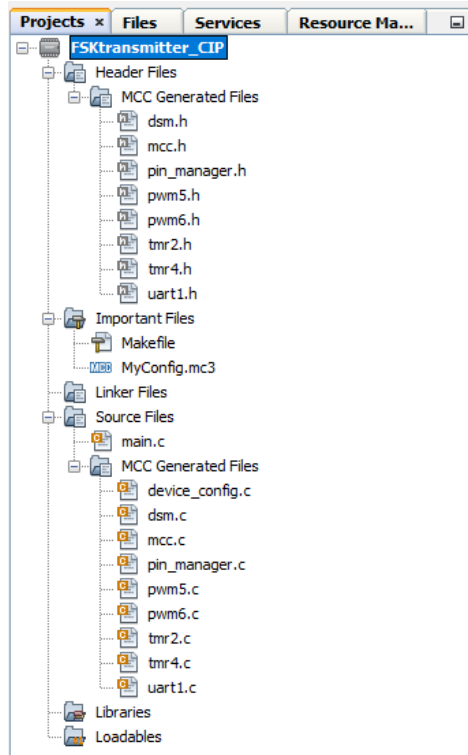 Projects × Files Services Resource Ma...
FSKtransmitter_CIP
Header Files
MCC Generated Files
dsm.h
mcc.h
pin_manager.h
pwm5.h
pwm6.h
tmr2.h
tmr4.h
uart1.h
Important Files
Makefile
MyConfig.mc3
Linker Files
Source Files
main.c
MCC Generated Files
device_config.c
dsm.c
mcc.c
pin_manager.c
pwm5.c
pwm6.c
tmr2.c
tmr4.c
uart1.c
Libraries
Loadables